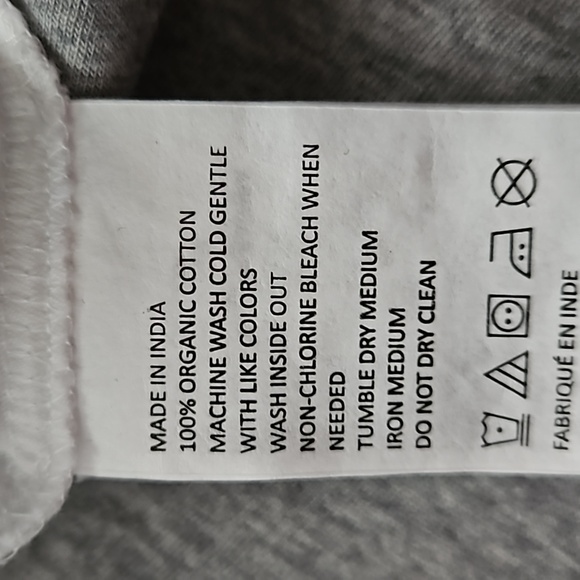 MADE IN INDIA
100% ORGANIC COTTON
MACHINE WASH COLD GENTLE
WITH LIKE COLORS
WASH INSIDE OUT
NON-CHLORINE BLEACH WHEN
NEEDED
TUMBLE DRY MEDIUM
IRON MEDIUM
DO NOT DRY CLEAN
FABRIQUÉ EN INDE